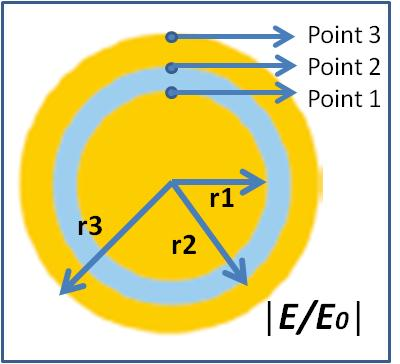 Point 3
Point 2
Point 1
r1
r3
r2
|E/E0|